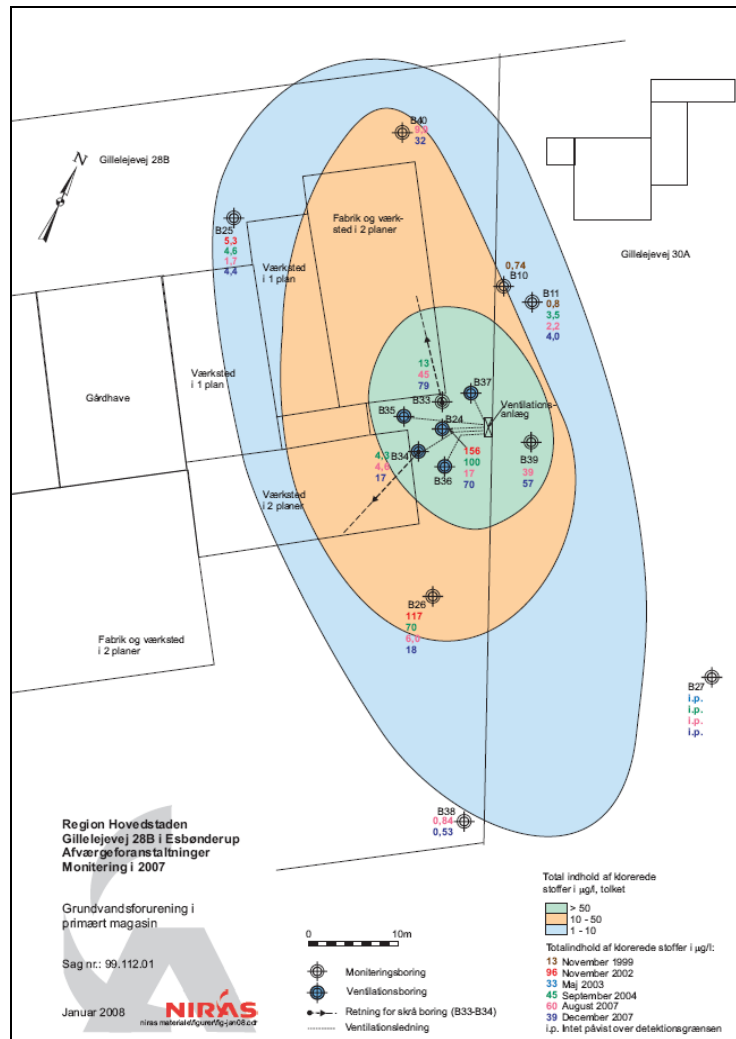 B40
9,9
32
N
Gillelejevej 28B
Gillelejevej 30A
B25
5,3
4,6
1,7
4,4
Fabrik og værk-
sted i 2 planer
Værksted
i 1 plan
0,74
B10
B11
0,8
3,5
2,2
4,0
Værksted
i 1 plan
Gårdhave
13
45
79
B33
B37
Ventilations-
anlæg
B35
B24
B34
4,3
4,6
17
B36
156
100
17
70
B39
39
57
Værksted
i 2 planer
B26
117
70
6,0
18
Fabrik og værksted
i 2 planer
B27
i.p.
i.p.
i.p.
i.p.
B38
0,84
0,53
Region Hovedstaden
Gillelejevej 28B i Esbønderup
Afværgeforanstaltninger
Monitering i 2007
Grundvandsforurening i
primært magasin
Sag nr.: 99.112.01
Januar 2008
NIRAS
niras materiale\figurer\fig-jan08.cdr
0 10m
Moniteringsboring
Ventilationsboring
Retning for skrå boring (B33-B34)
Ventilationsledning
Total indhold af klorerede
stoffer i µg/l, tolket
> 50
10 - 50
1 - 10
Totalindhold af klorerede stoffer i µg/l:
13 November 1999
96 November 2002
33 Maj 2003
45 September 2004
60 August 2007
39 December 2007
i.p. Intet påvist over detektionsgrænsen